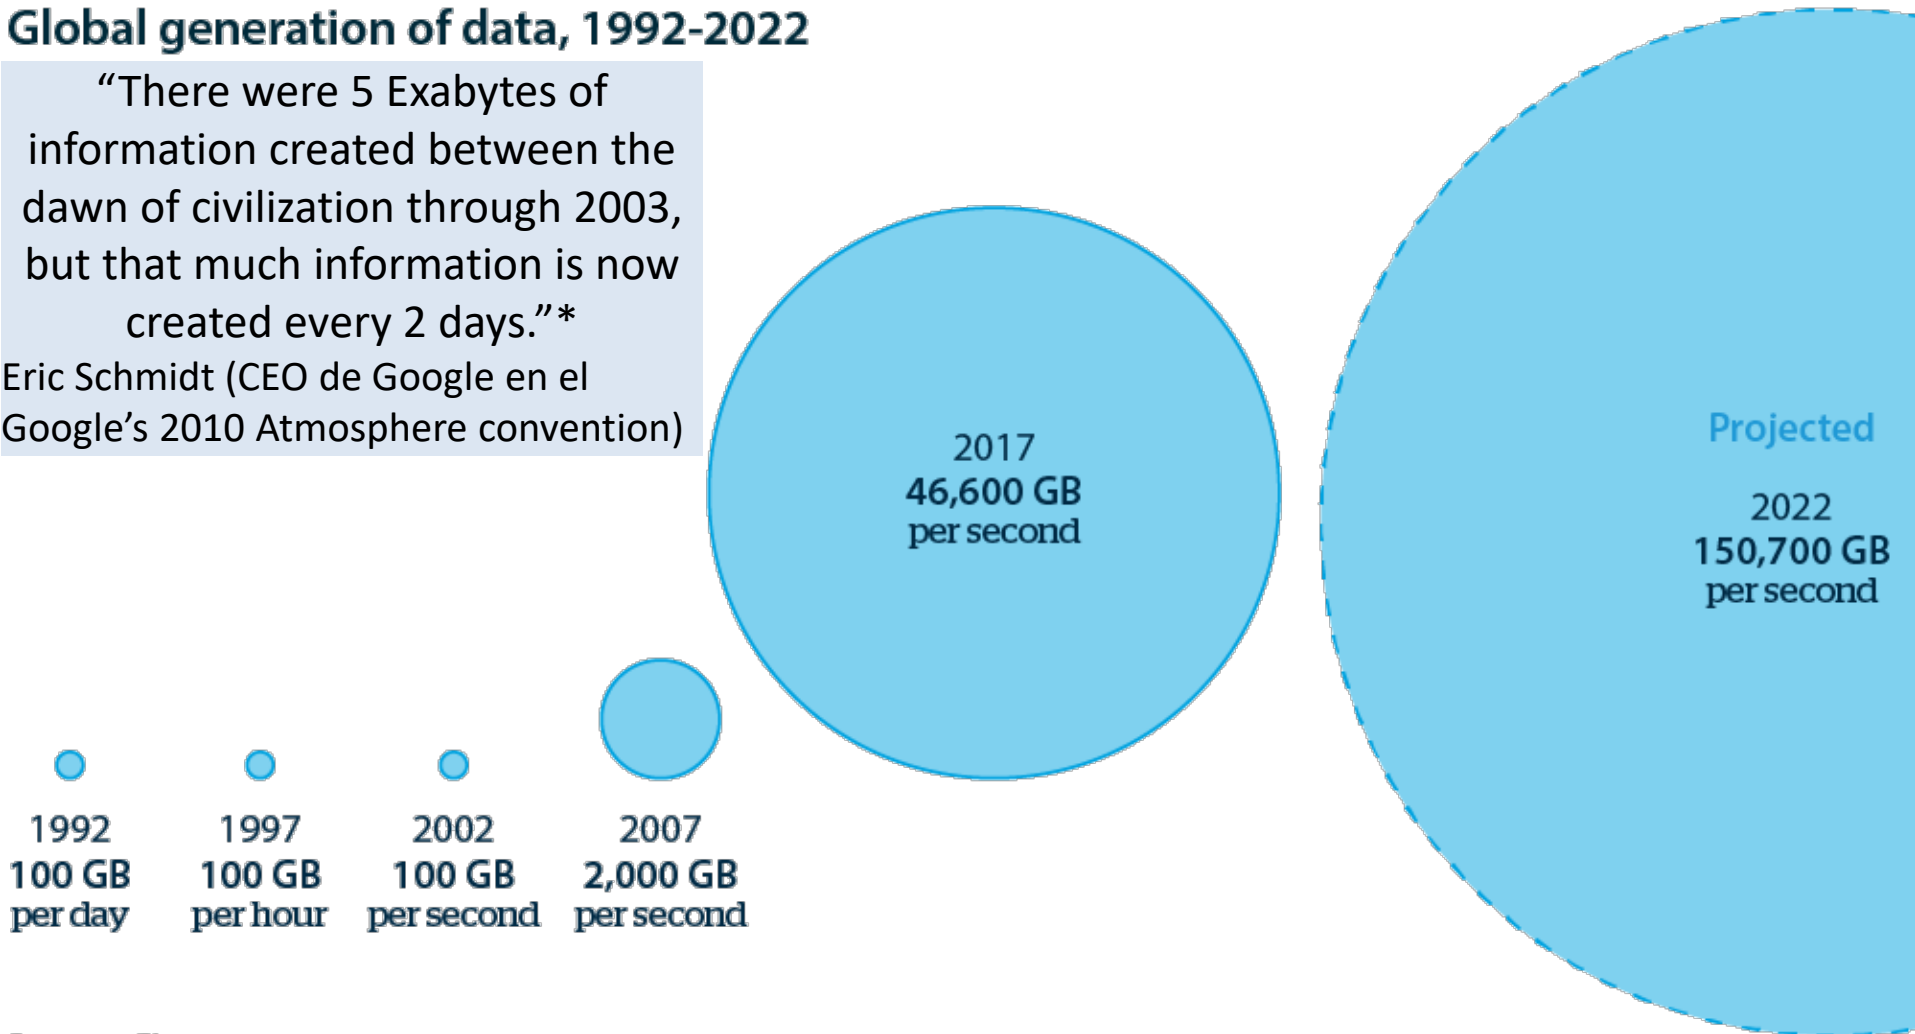 Global generation of data, 1992-2022
“There were 5 Exabytes of
information created between the
dawn of civilization through 2003,
but that much information is now
created every 2 days.”*
Eric Schmidt (CEO de Google en el
Google’s 2010 Atmosphere convention)
1992
100 GB
per day
1997
100 GB
per hour
2002
100 GB
per second
2007
2,000 GB
per second
2017
46,600 GB
per second
Projected
2022
150,700 GB
per second